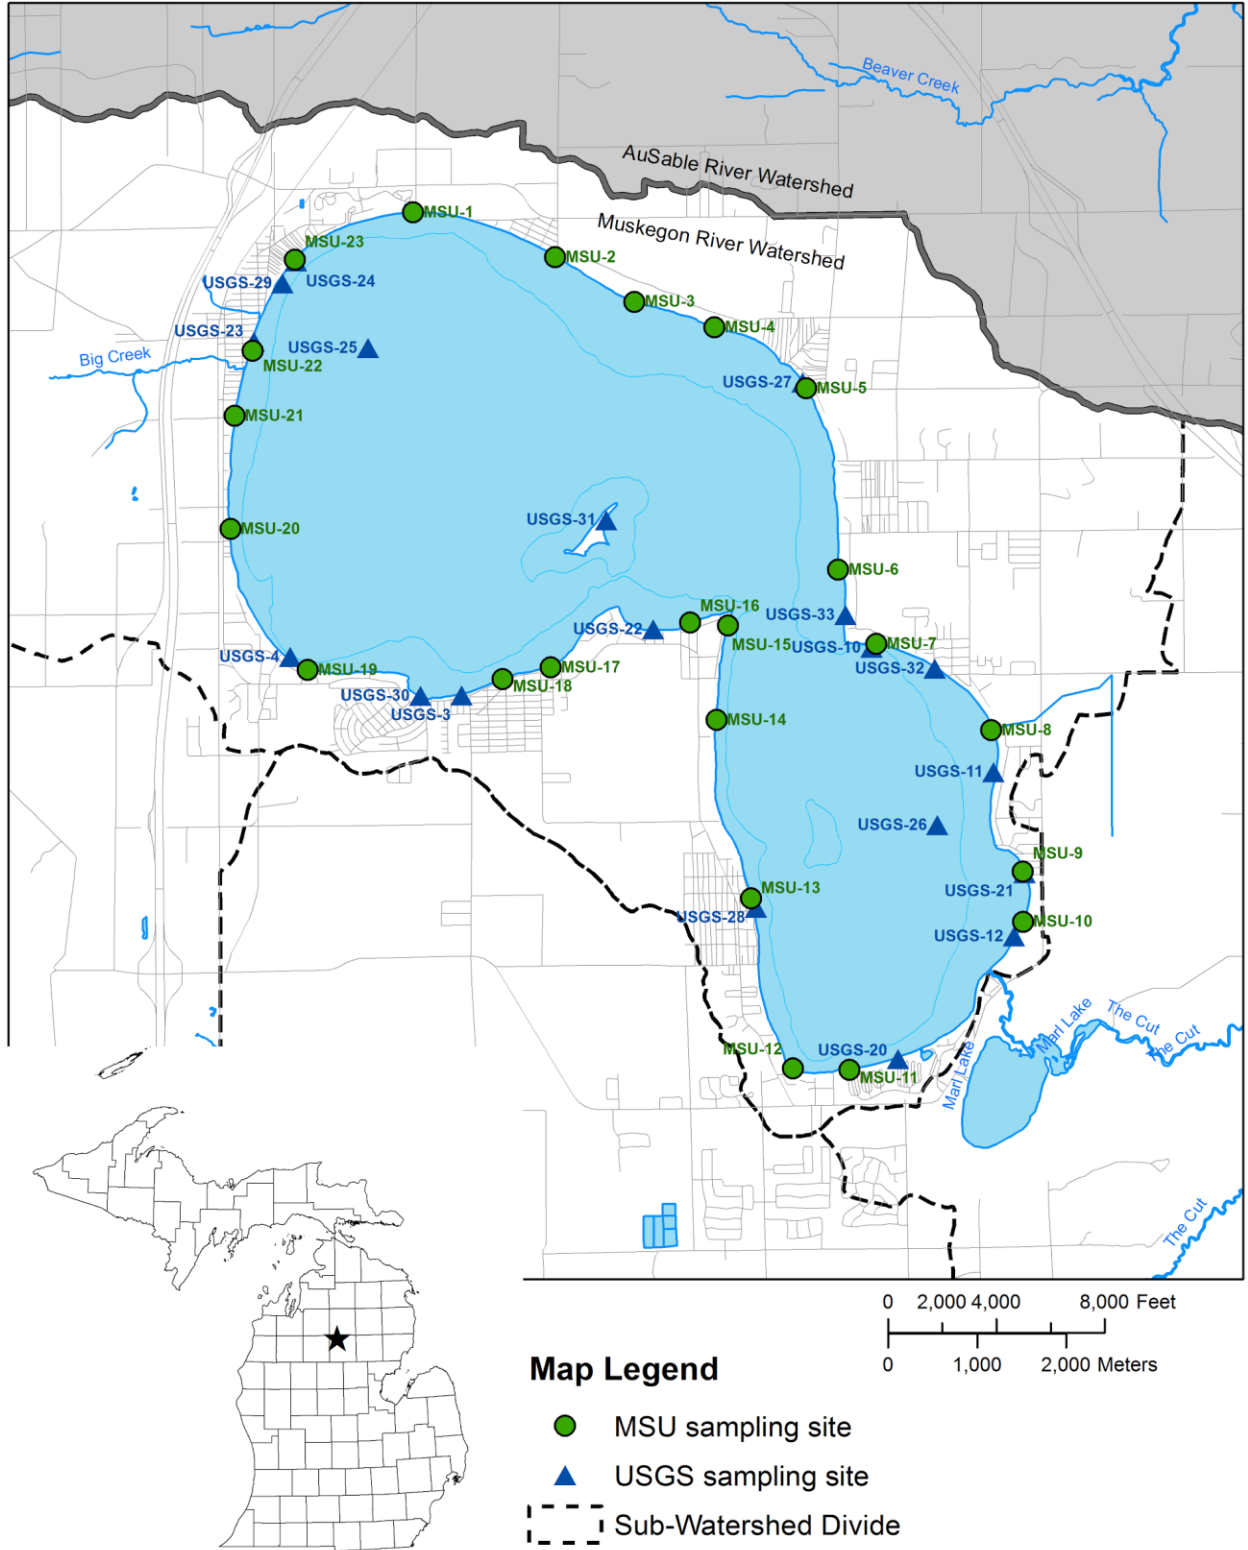 Beaver Creek
AuSable River Watershed
Muskegon River Watershed
MSU-1
MSU-23
MSU-2
USGS-29
USGS-24
MSU-3
MSU-4
USGS-23
USGS-25
Big Creek
MSU-22
USGS-27
MSU-5
MSU-21
USGS-31
MSU-20
MSU-6
MSU-16
USGS-33
USGS-22
MSU-15
USGS-10
MSU-7
USGS-4
MSU-19
MSU-17
USGS-32
MSU-18
USGS-30
USGS-3
MSU-14
MSU-8
USGS-11
USGS-26
MSU-9
MSU-13
USGS-21
USGS-28
MSU-10
USGS-12
Marl Lake
The Cut
The Cut
MSU-12
USGS-20
MSU-11
Marl Lake
The Cut
0 2,000 4,000 8,000 Feet
0 1,000 2,000 Meters
Map Legend
MSU sampling site
USGS sampling site
Sub-Watershed Divide